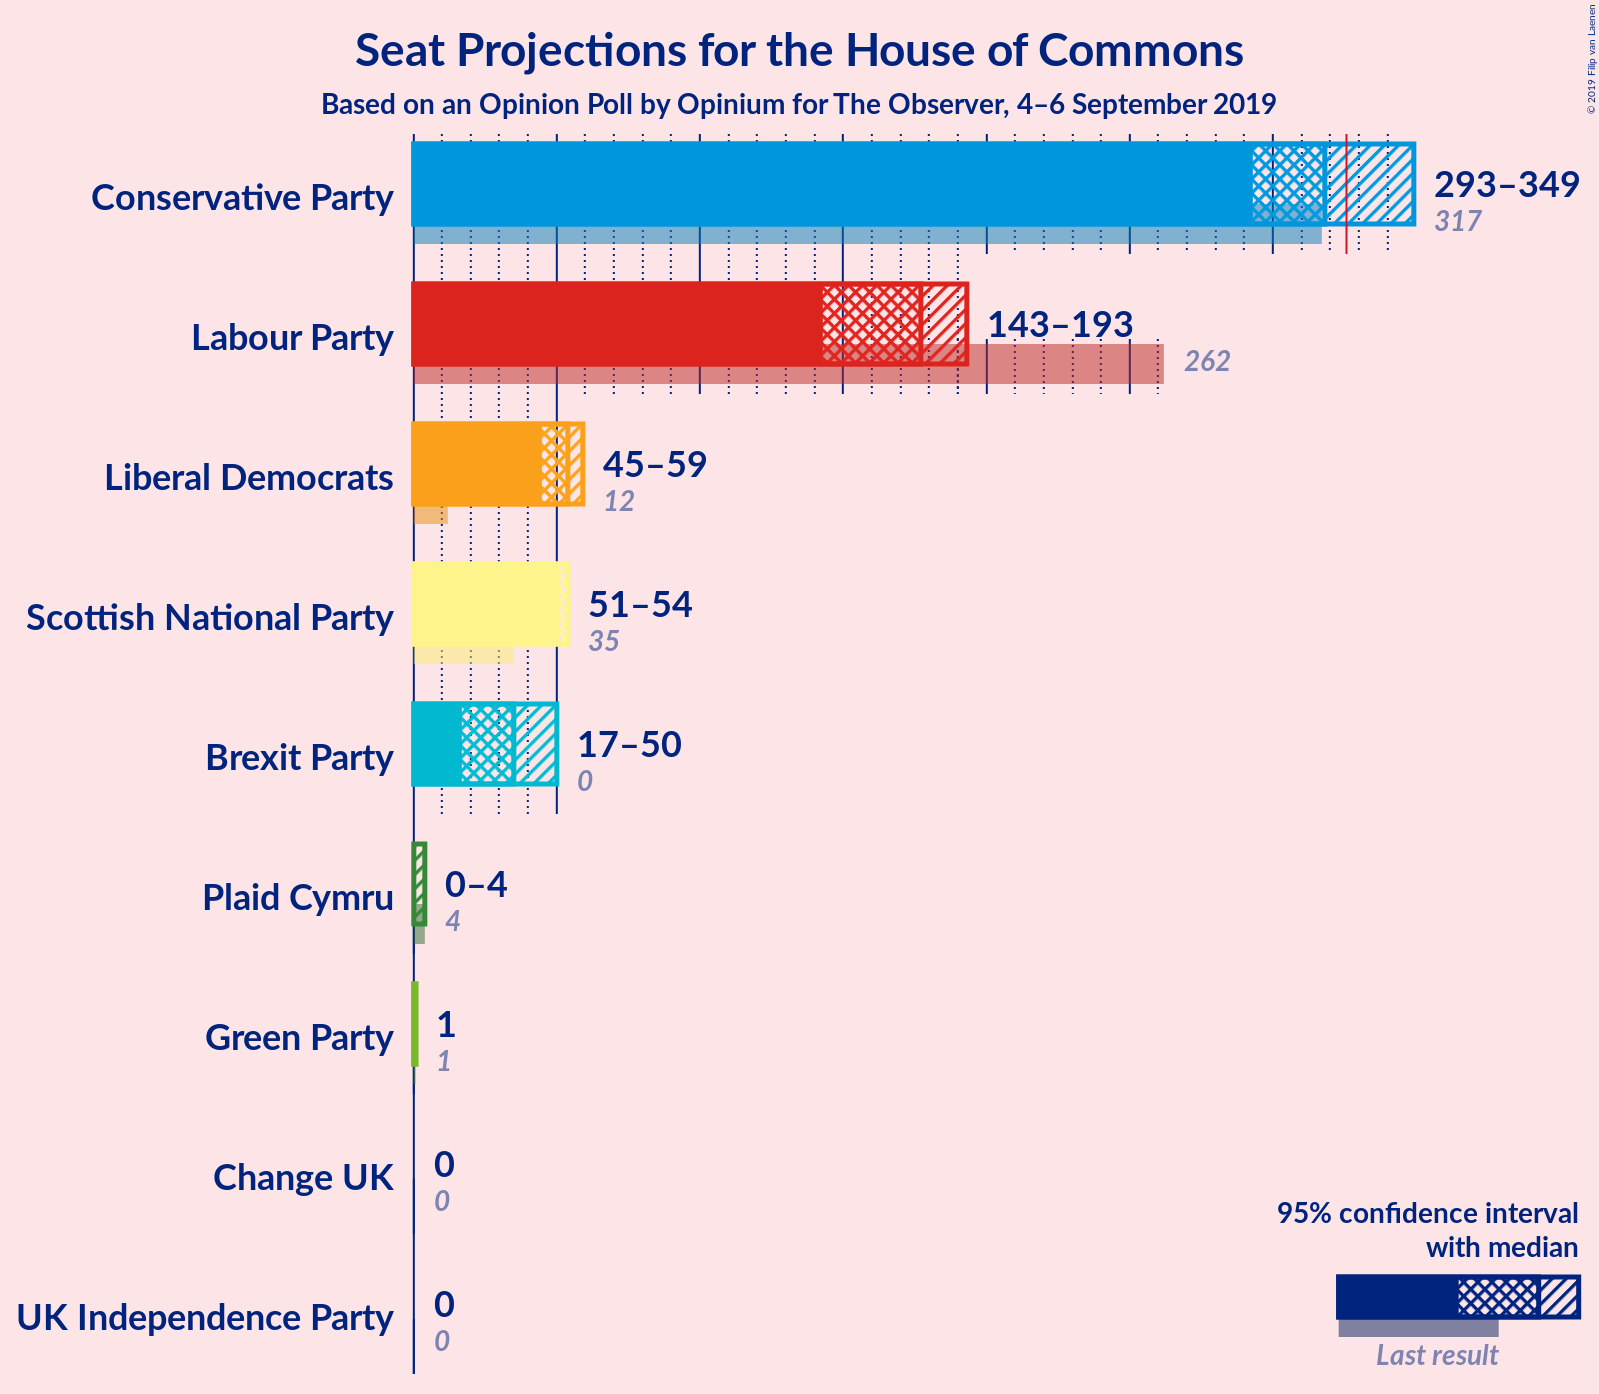 Seat Projections for the House of Commons
Based on an Opinion Poll by Opinium for The Observer, 4–6 September 2019
© 2019 Filip van Laenen
Conservative Party
293–349
317
Labour Party
143–193
262
Liberal Democrats
45–59
12
Scottish National Party
51–54
35
Brexit Party
17–50
0
Plaid Cymru
0–4
4
Green Party
1
1
Change UK
0
0
UK Independence Party
0
0
95% confidence interval
with median
Last result